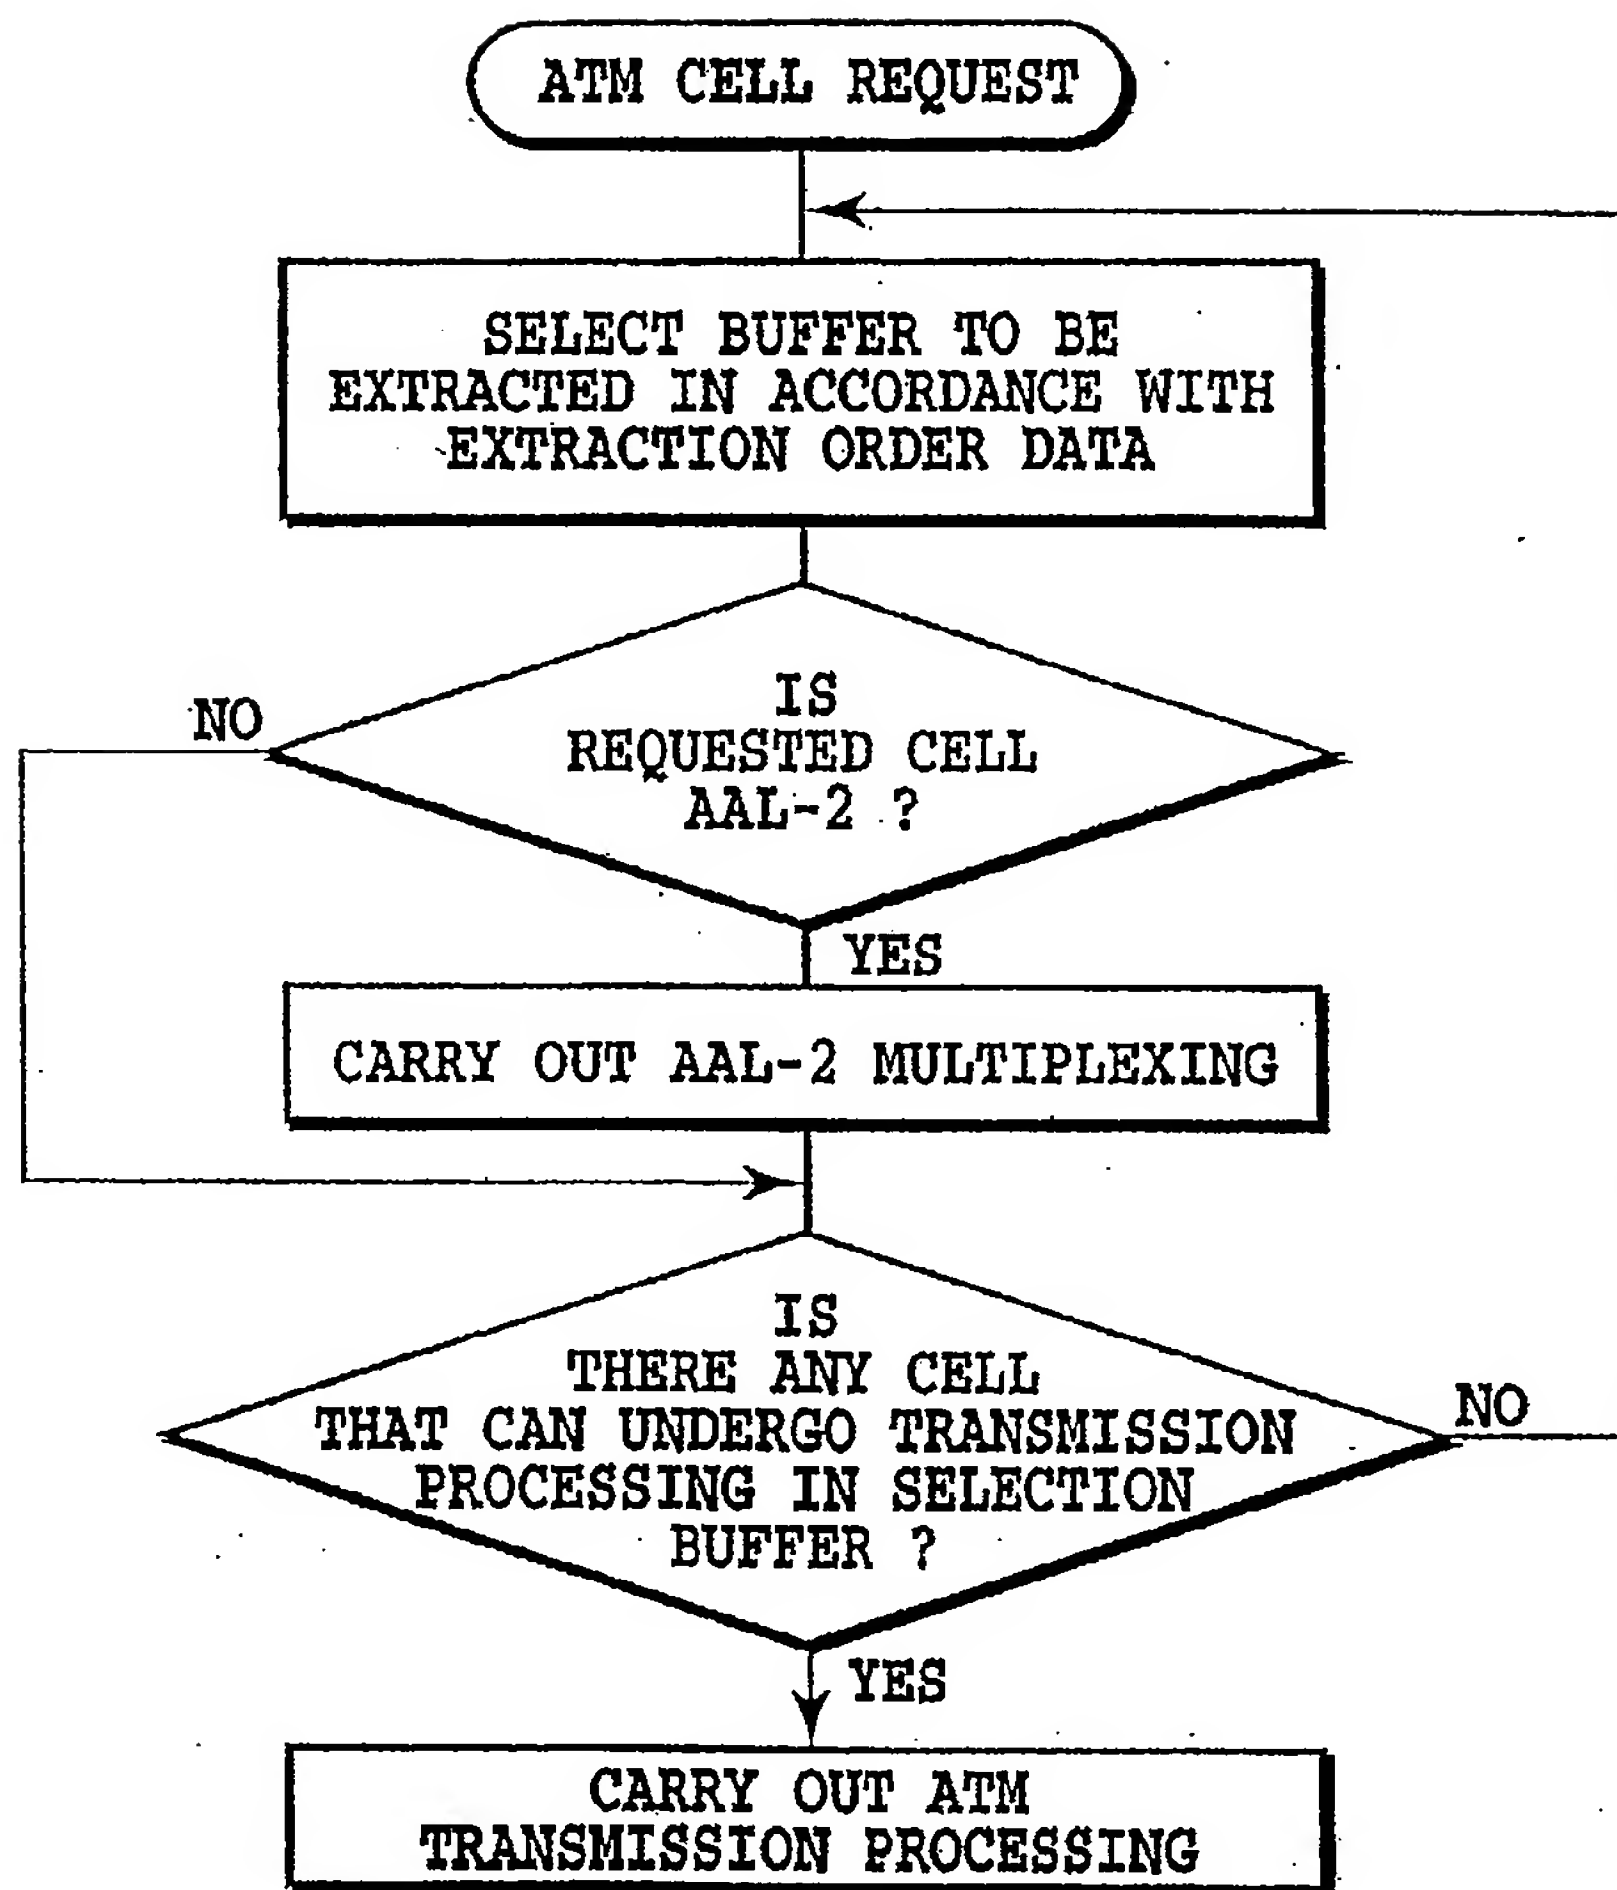 ATM CELL REQUEST
SELECT BUFFER TO BE
EXTRACTED IN ACCORDANCE WITH
EXTRACTION ORDER DATA
IS
REQUESTED CELL
AAL-2 ?
NO
YES
CARRY OUT AAL-2 MULTIPLEXING
IS
THERE ANY CELL
THAT CAN UNDERGO TRANSMISSION
PROCESSING IN SELECTION
BUFFER ?
NO
YES
CARRY OUT ATM
TRANSMISSION PROCESSING